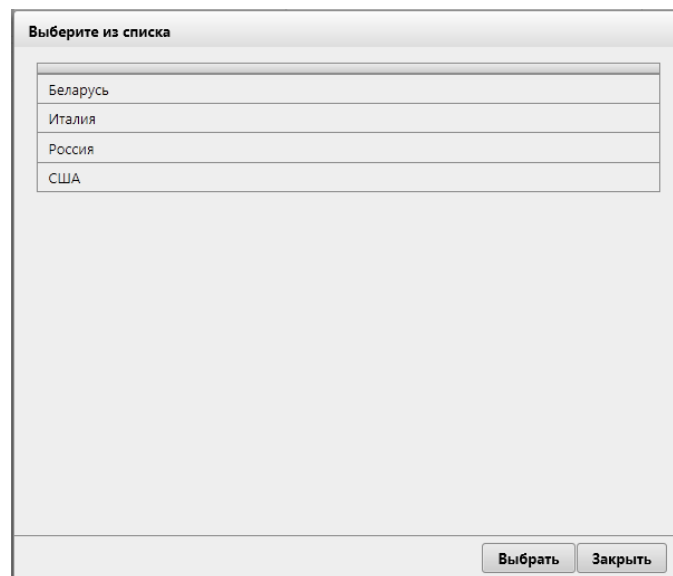 Выберите из списка
Беларусь
Италия
Россия
США
Выбрать Закрыть